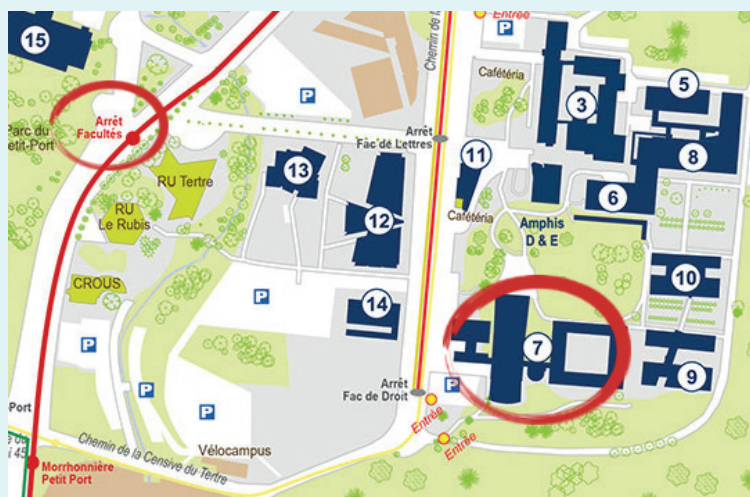 15
Arrêt
Facultés
Parc du
Petit-Port
RU Tertre
RU
Le Rubis
CROUS
P
P
P
P
P
P
13
12
14
Arrêt
Fac de Lettres
Chemin de
Entrée
P
Cafétéria
3
5
8
11
6
Cafétéria
Amphis
D & E
10
7
9
Arrêt
Fac de Droit
P
Entrée
Entrée
Vélocampus
Chemin de la Censive du Tertre
Port
45
Morrhonnière
Petit Port